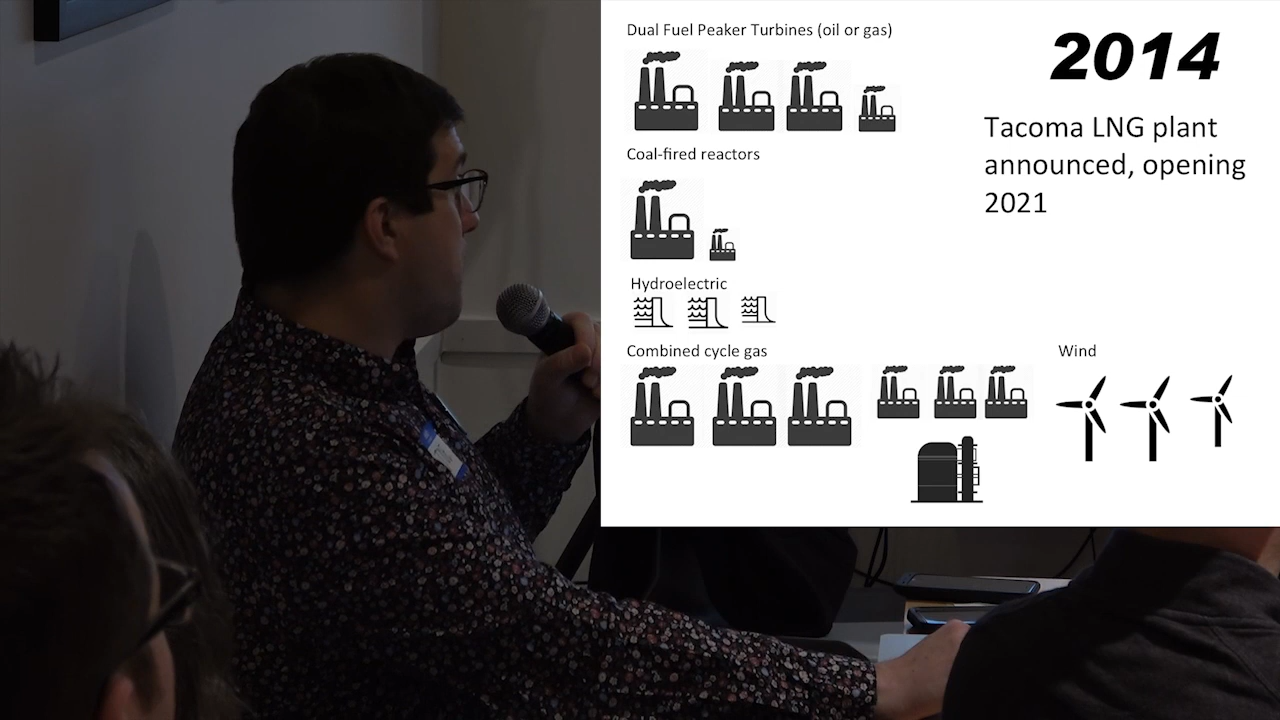 Dual Fuel Peaker Turbines (oil or gas)
2014
Tacoma LNG plant
announced, opening
2021
Coal-fired reactors
Hydroelectric
Combined cycle gas
Wind